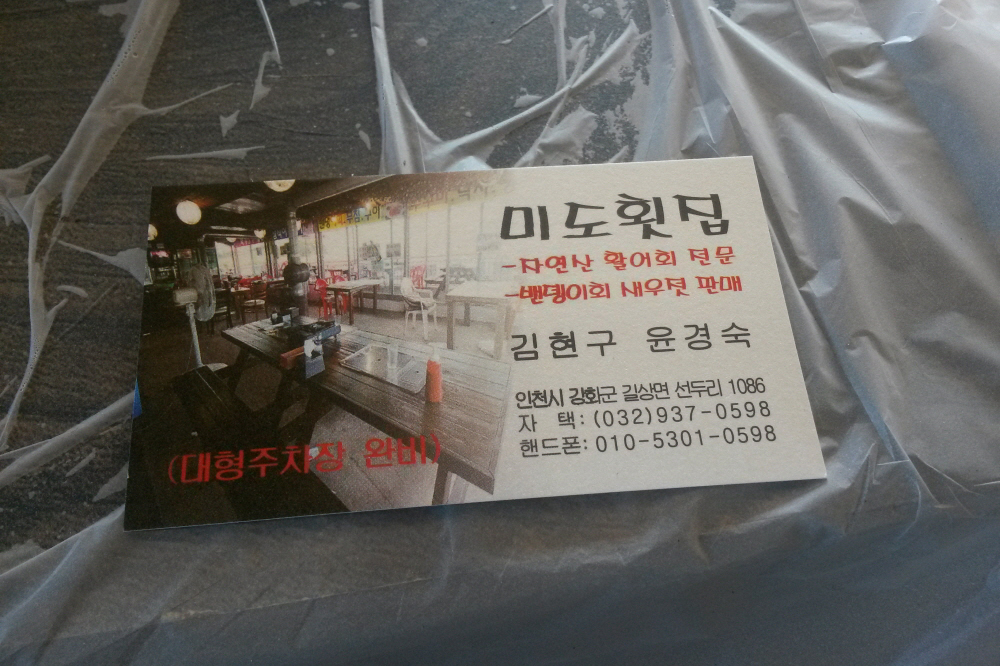 미도횟집
-자연산 활어회 전문
-밴뎅이회 새우젓 판매
김현구 윤경숙
인천시 강화군 길상면 선두리 1086
자 택: (032)937-0598
핸드폰: 010-5301-0598
(대형주차장 완비)